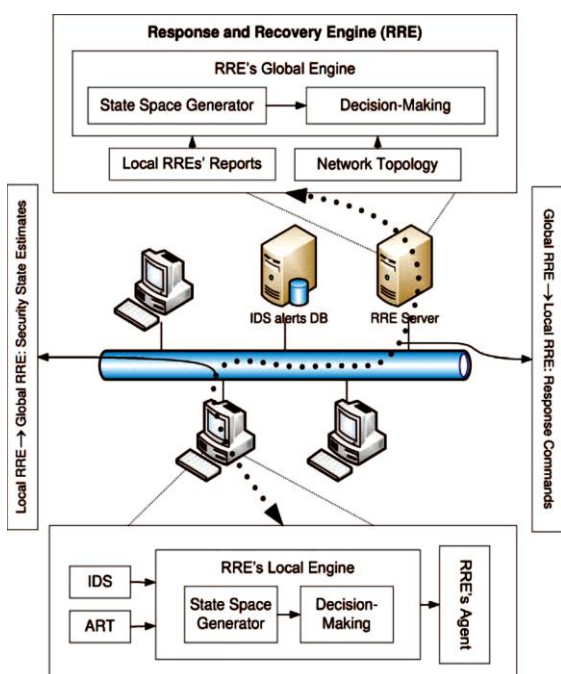 Response and Recovery Engine (RRE)
RRE's Global Engine
State Space Generator
Decision-Making
Local RREs' Reports
Network Topology
Local RRE → Global RRE: Security State Estimates
Global RRE → Local RRE: Response Commands
IDS alerts DB
RRE Server
RRE's Local Engine
IDS
ART
State Space
Generator
Decision-
Making
RRE's Agent